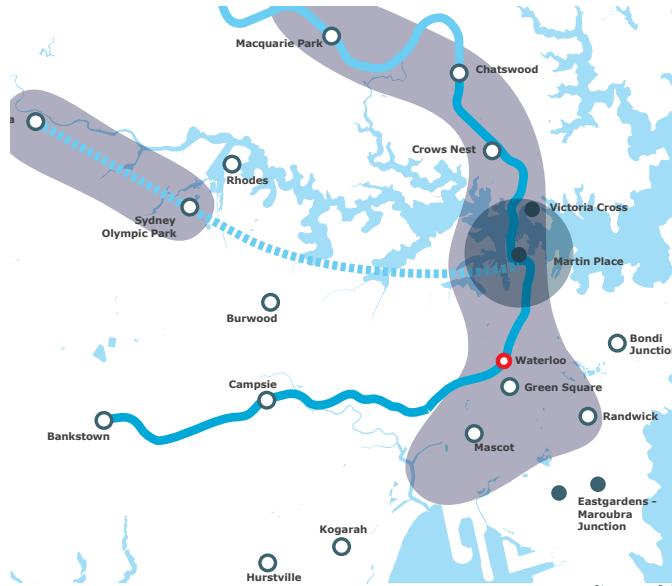 Macquarie Park
Chatswood
a
Crows Nest
Rhodes
Victoria Cross
Sydney
Olympic Park
Martin Place
Burwood
Bondi
Junctio
Waterloo
Campsie
Green Square
Randwick
Bankstown
Mascot
Eastgardens -
Maroubra
Junction
Kogarah
Hurstville